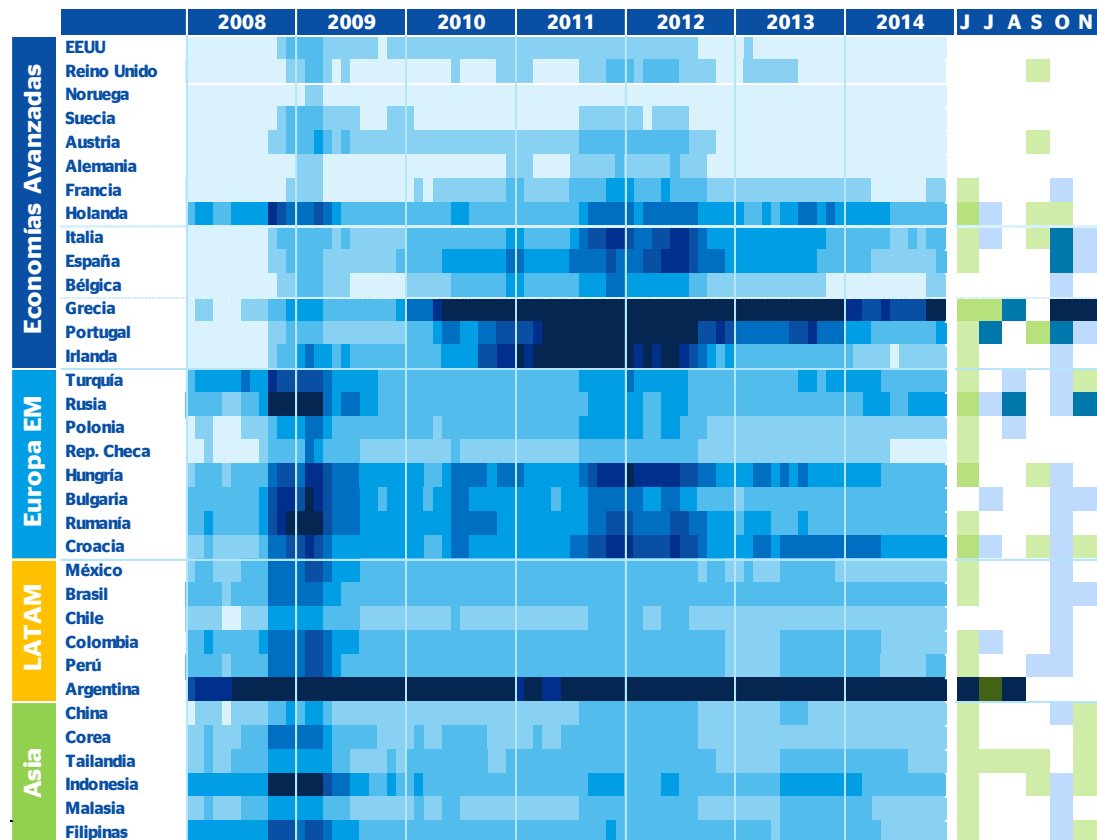 2008 2009 2010 2011 2012 2013 2014 J J A S O N
Economías Avanzadas
EEUU
Reino Unido
Noruega
Suecia
Austria
Alemania
Francia
Holanda
Italia
España
Bélgica
Grecia
Portugal
Irlanda
Europa EM
Turquía
Rusia
Polonia
Rep. Checa
Hungría
Bulgaria
Rumanía
Croacia
LATAM
México
Brasil
Chile
Colombia
Perú
Argentina
Asia
China
Corea
Tailandia
Indonesia
Malasia
Filipinas